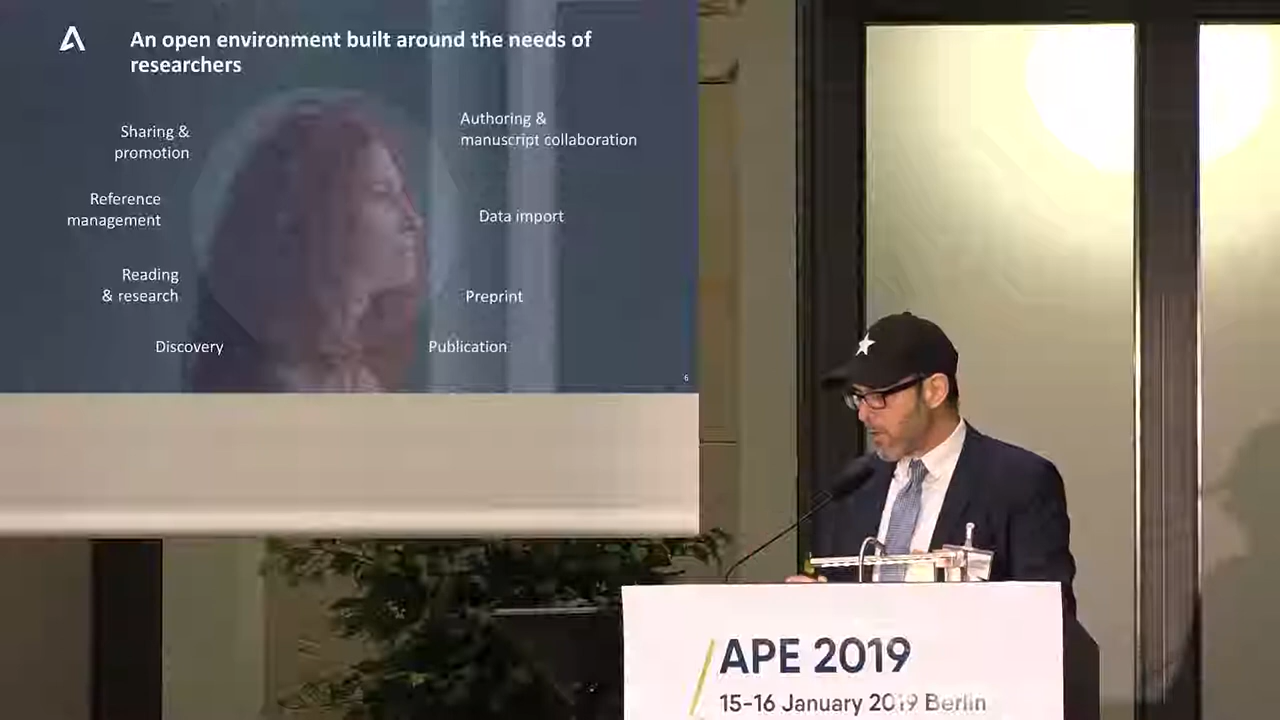 An open environment built around the needs of
researchers
Sharing &
promotion
Reference
management
Reading
& research
Discovery
Authoring &
manuscript collaboration
Data import
Preprint
Publication
6
APE 2019
15-16 January 2019 Berlin